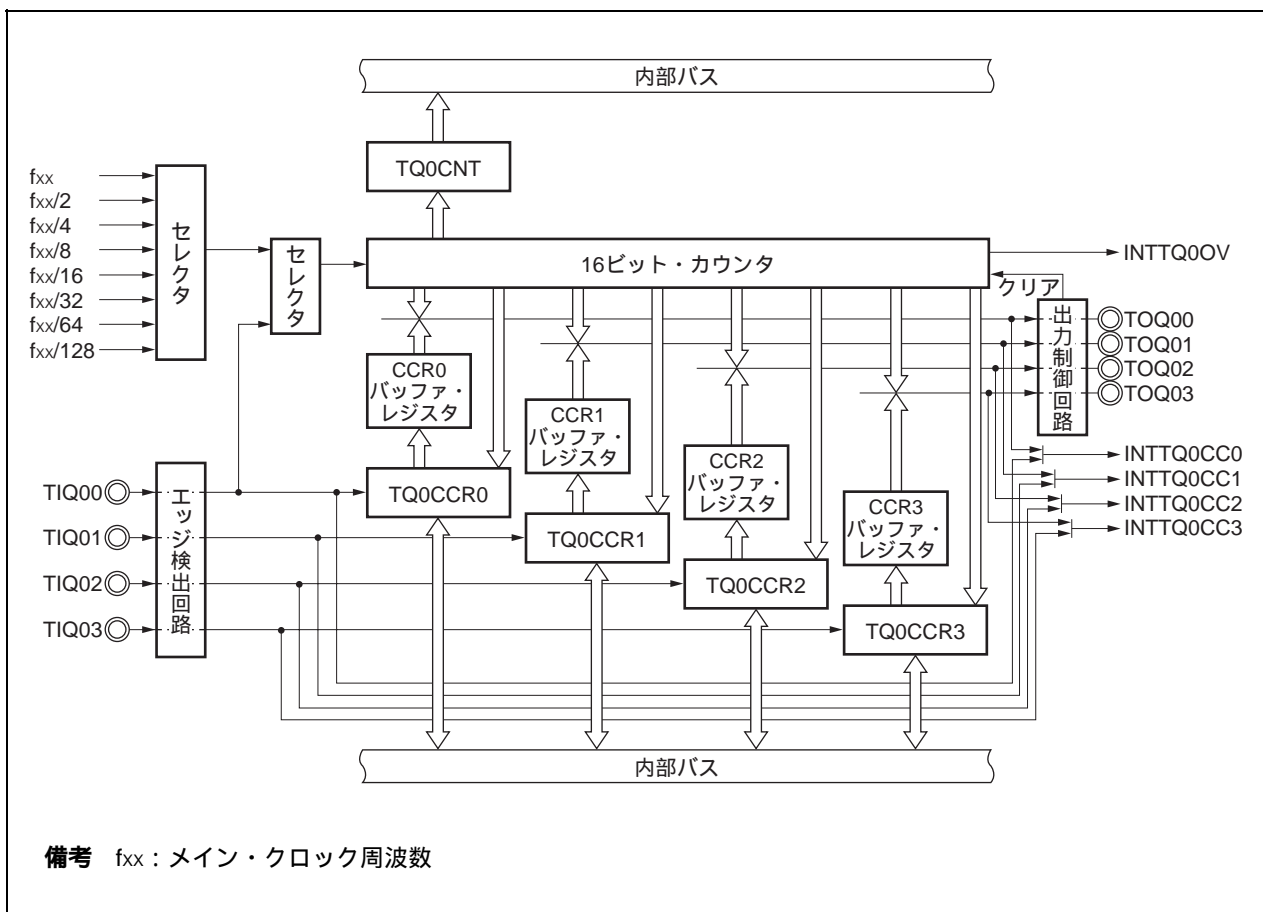 内部バス
TQ0CNT
fxx
fxx/2
fxx/4
fxx/8
fxx/16
fxx/32
fxx/64
fxx/128
セレクタ
セレクタ
16ビット・カウンタ
INTTQ0OV
クリア
出力制御回路
TOQ00
TOQ01
TOQ02
TOQ03
CCR0
バッファ・
レジスタ
CCR1
バッファ・
レジスタ
CCR2
バッファ・
レジスタ
CCR3
バッファ・
レジスタ
INTTQ0CC0
INTTQ0CC1
INTTQ0CC2
INTTQ0CC3
TIQ00
TIQ01
TIQ02
TIQ03
エッジ検出回路
TQ0CCR0
TQ0CCR1
TQ0CCR2
TQ0CCR3
内部バス
備考 fxx：メイン・クロック周波数